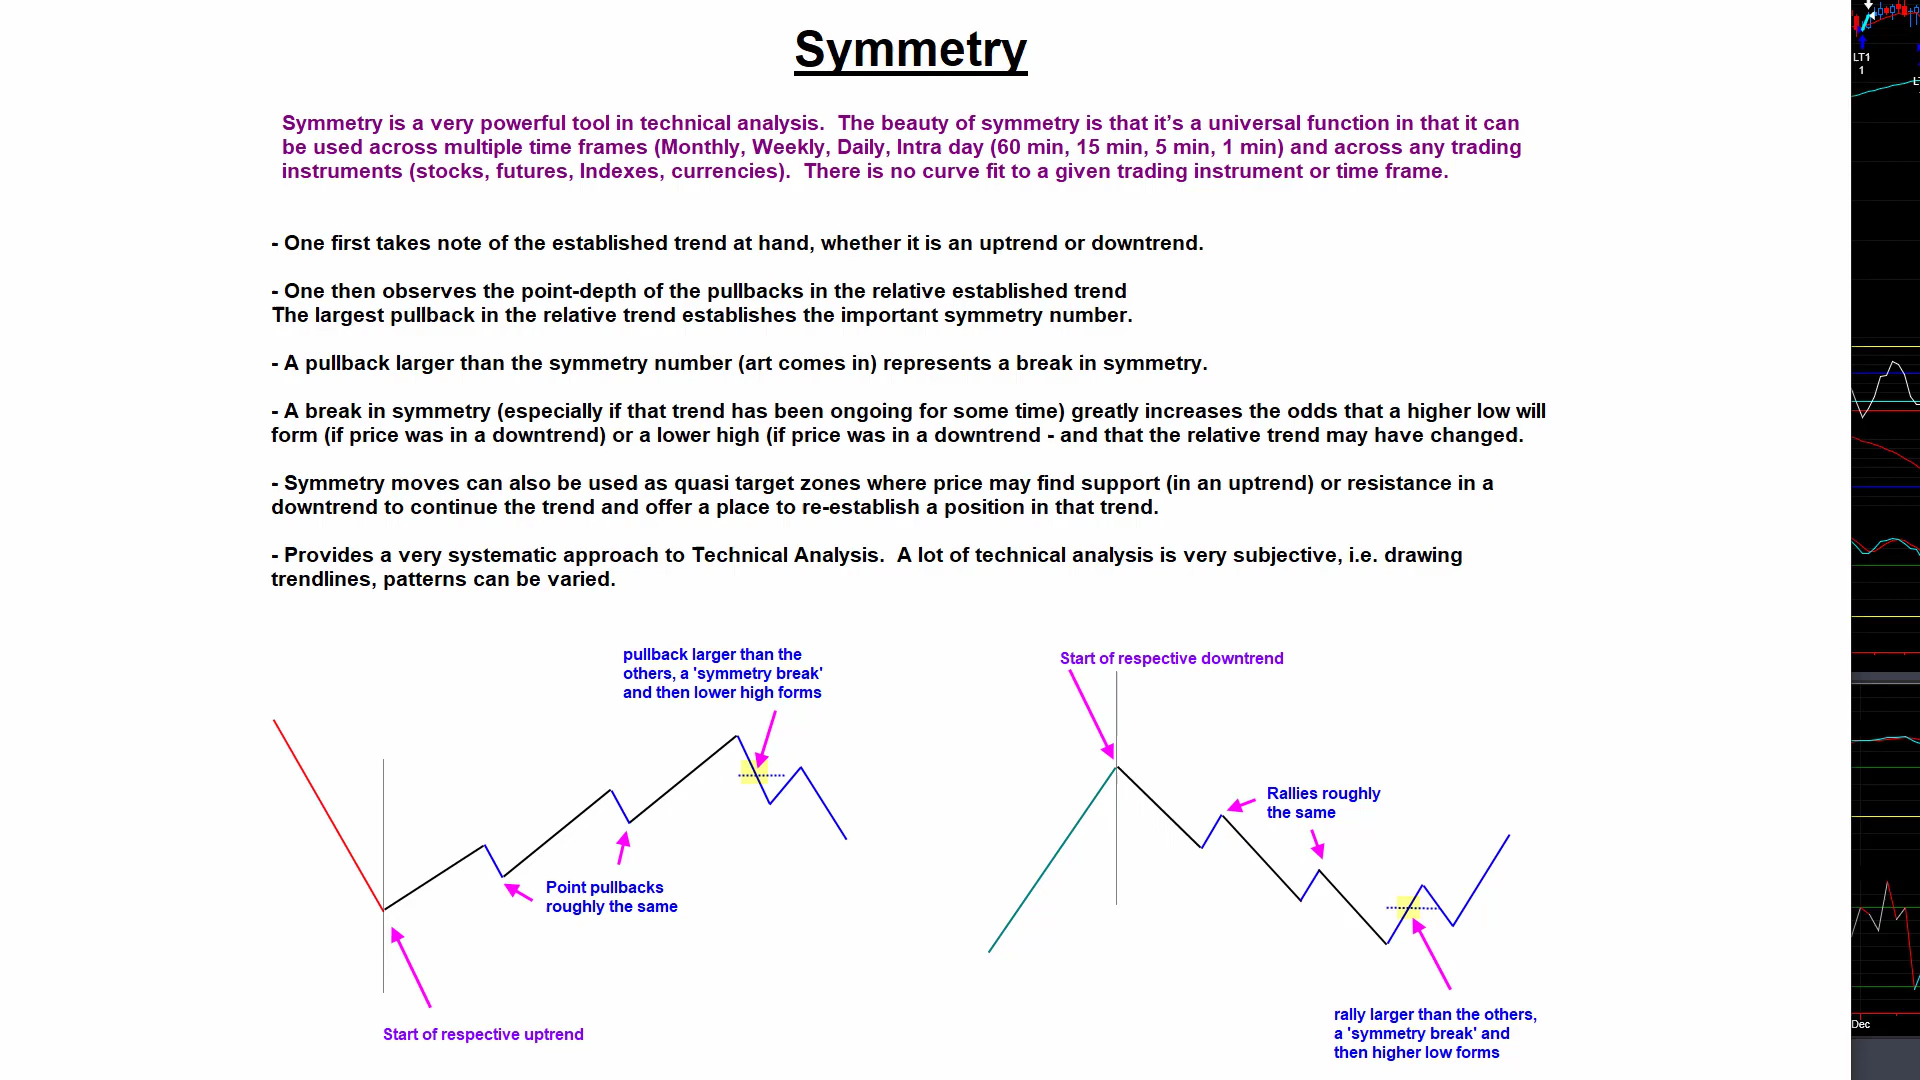 Symmetry
Symmetry is a very powerful tool in technical analysis.  The beauty of symmetry is that it’s a universal function in that it can
be used across multiple time frames (Monthly, Weekly, Daily, Intra day (60 min, 15 min, 5 min, 1 min) and across any trading
instruments (stocks, futures, Indexes, currencies).  There is no curve fit to a given trading instrument or time frame.
- One first takes note of the established trend at hand, whether it is an uptrend or downtrend.
- One then observes the point-depth of the pullbacks in the relative established trend
The largest pullback in the relative trend establishes the important symmetry number.
- A pullback larger than the symmetry number (art comes in) represents a break in symmetry.
- A break in symmetry (especially if that trend has been ongoing for some time) greatly increases the odds that a higher low will
form (if price was in a downtrend) or a lower high (if price was in a downtrend - and that the relative trend may have changed.
- Symmetry moves can also be used as quasi target zones where price may find support (in an uptrend) or resistance in a
downtrend to continue the trend and offer a place to re-establish a position in that trend.
- Provides a very systematic approach to Technical Analysis.  A lot of technical analysis is very subjective, i.e. drawing
trendlines, patterns can be varied.
pullback larger than the
others, a 'symmetry break'
and then lower high forms
Point pullbacks
roughly the same
Start of respective uptrend
Start of respective downtrend
Rallies roughly
the same
rally larger than the others,
a 'symmetry break' and
then higher low forms
LT1
1
Dec